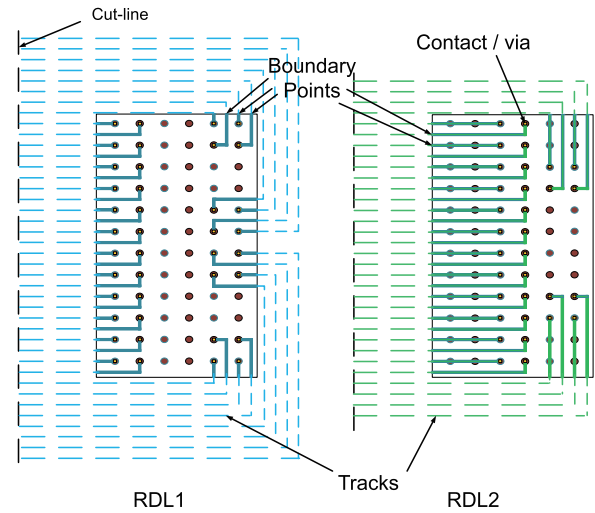 Cut-line
Contact / via
Boundary
Points
Tracks
RDL1
RDL2